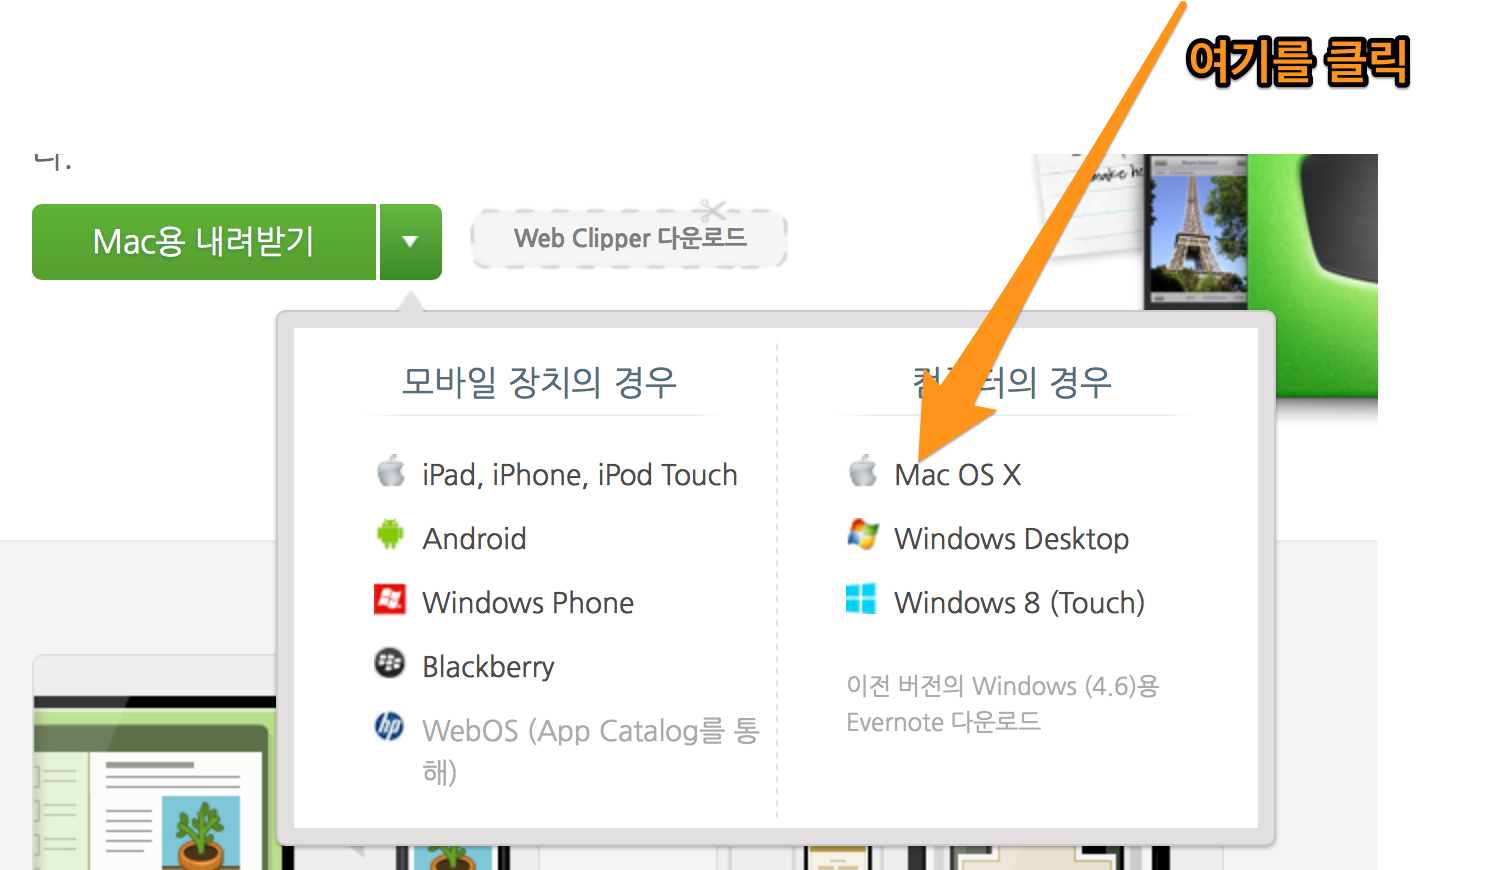 여기를 클릭
다.
make
Mac용 내려받기
Web Clipper 다운로드
모바일 장치의 경우
iPad, iPhone, iPod Touch
Android
Windows Phone
Blackberry
WebOS (App Catalog를 통
해)
컴퓨터의 경우
Mac OS X
Windows Desktop
Windows 8 (Touch)
이전 버전의 Windows (4.6)용
Evernote 다운로드